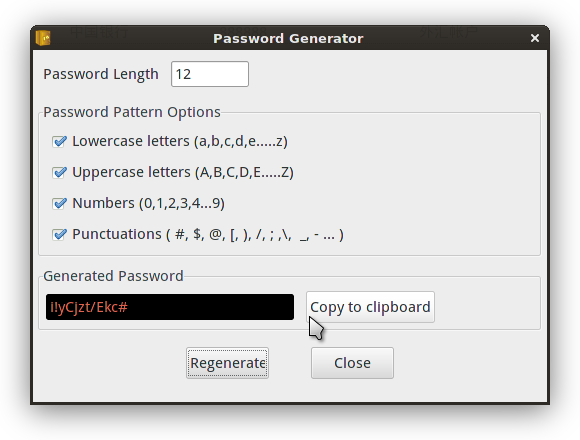 Password Generator
Password Length 12
Password Pattern Options
Lowercase letters (a,b,c,d,e.....z)
Uppercase letters (A,B,C,D,E.....Z)
Numbers (0,1,2,3,4...9)
Punctuations ( #, $, @, [, ), /, ; ,\, _, - ... )
Generated Password
i!yCjzt/Ekc#
Copy to clipboard
Regenerate
Close